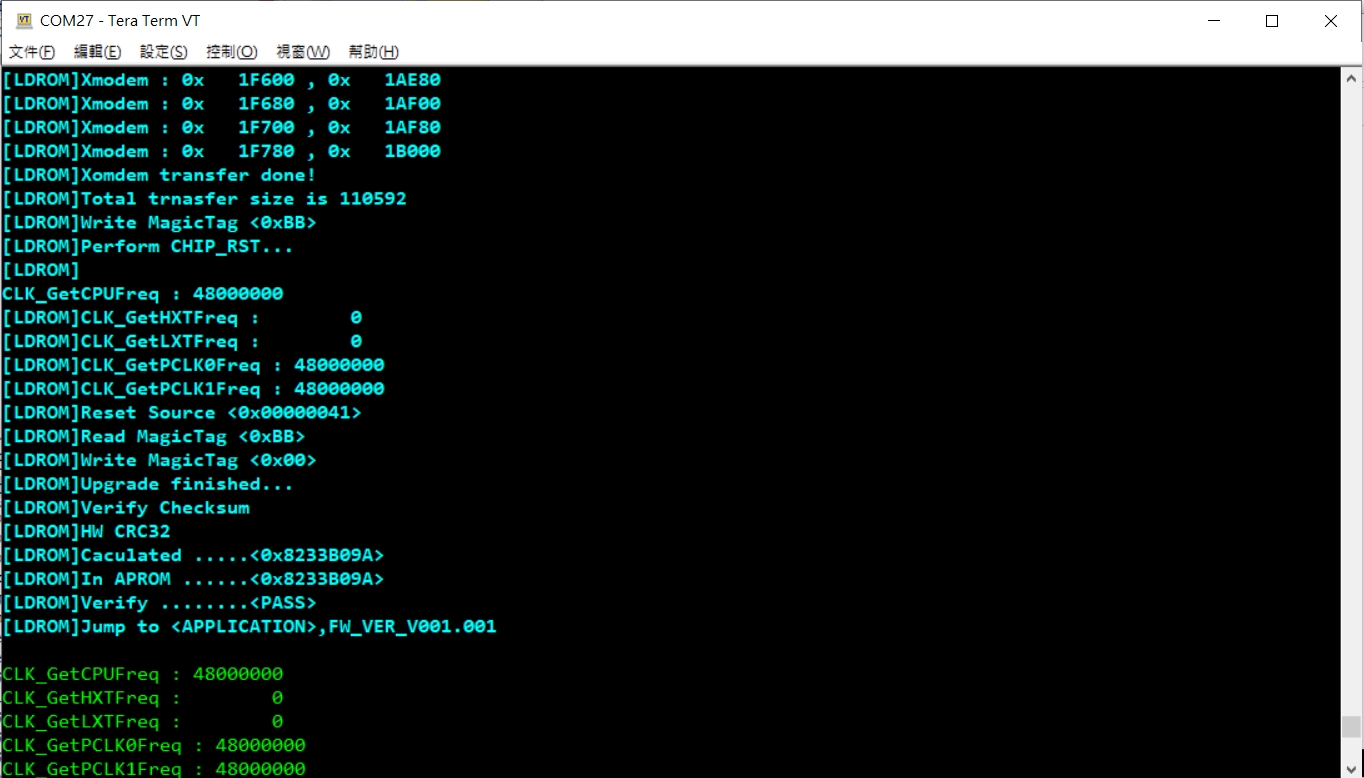 COM27 - Tera Term VT
文件(F) 編輯(E) 設定(S) 控制(O) 視窗(W) 幫助(H)
[LDROM]Xmodem : 0x   1F600 , 0x   1AE80
[LDROM]Xmodem : 0x   1F680 , 0x   1AF00
[LDROM]Xmodem : 0x   1F700 , 0x   1AF80
[LDROM]Xmodem : 0x   1F780 , 0x   1B000
[LDROM]Xomdem transfer done!
[LDROM]Total trnasfer size is 110592
[LDROM]Write MagicTag <0xBB>
[LDROM]Perform CHIP_RST...
[LDROM]
CLK_GetCPUFreq : 48000000
[LDROM]CLK_GetHXTFreq :        0
[LDROM]CLK_GetLXTFreq :        0
[LDROM]CLK_GetPCLK0Freq : 48000000
[LDROM]CLK_GetPCLK1Freq : 48000000
[LDROM]Reset Source <0x00000041>
[LDROM]Read MagicTag <0xBB>
[LDROM]Write MagicTag <0x00>
[LDROM]Upgrade finished...
[LDROM]Verify Checksum
[LDROM]HW CRC32
[LDROM]Caculated .....<0x8233B09A>
[LDROM]In APROM ......<0x8233B09A>
[LDROM]Verify ........<PASS>
[LDROM]Jump to <APPLICATION>,FW_VER_V001.001
CLK_GetCPUFreq : 48000000
CLK_GetHXTFreq :        0
CLK_GetLXTFreq :        0
CLK_GetPCLK0Freq : 48000000
CLK_GetPCLK1Freq : 48000000